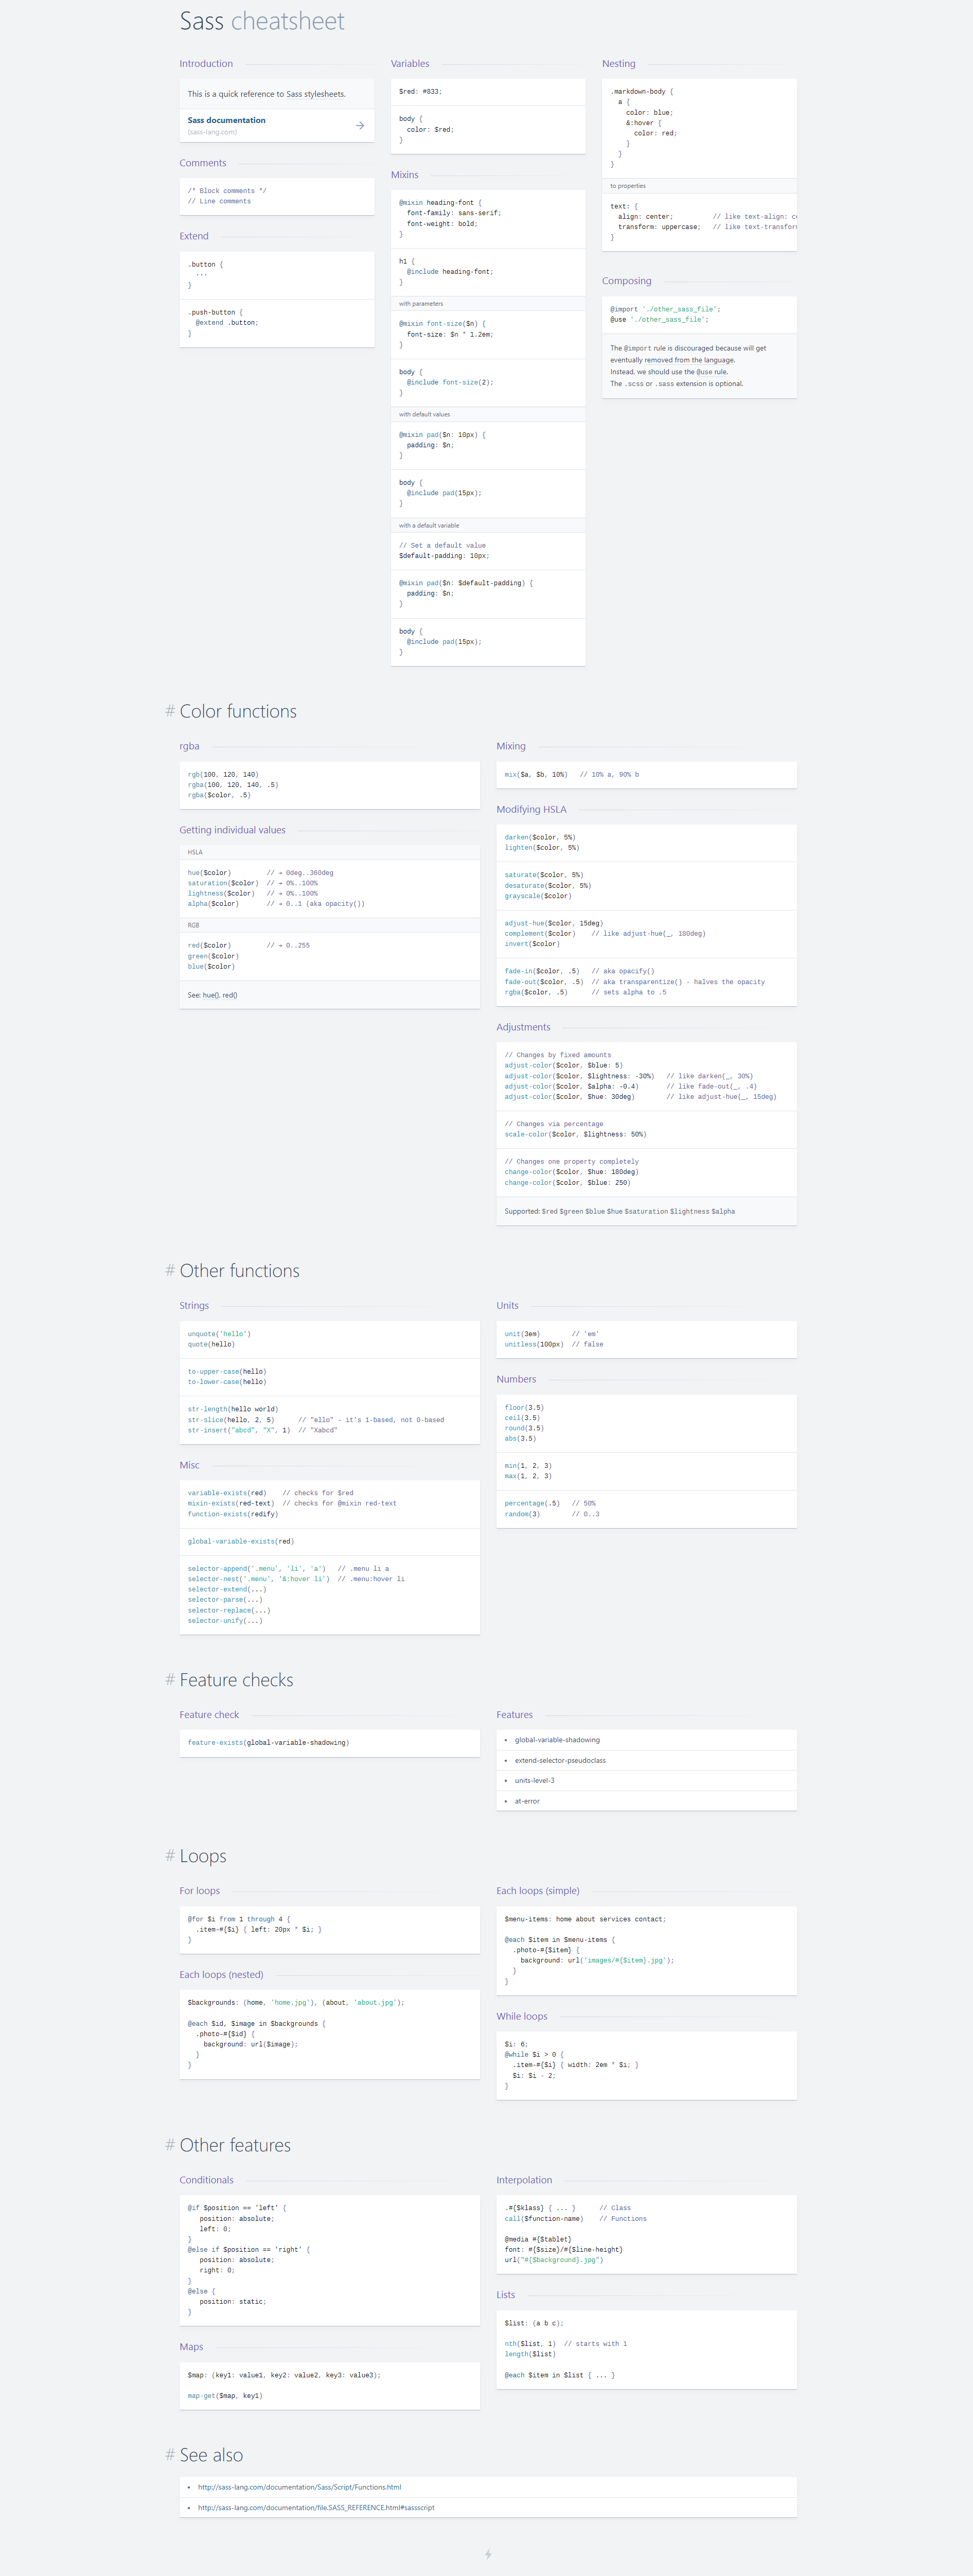 Sass cheatsheet
Introduction
This is a quick reference to Sass stylesheets.
Sass documentation
(sass-lang.com)
Comments
/* Block comments */
// Line comments
Extend
.button {
  ···
}
.push-button {
  @extend .button;
}
Variables
$red: #833;
body {
  color: $red;
}
Mixins
@mixin heading-font {
  font-family: sans-serif;
  font-weight: bold;
}
h1 {
  @include heading-font;
}
with parameters
@mixin font-size($n) {
  font-size: $n * 1.2em;
}
body {
  @include font-size(2);
}
with default values
@mixin pad($n: 10px) {
  padding: $n;
}
body {
  @include pad(15px);
}
with a default variable
// Set a default value
$default-padding: 10px;
@mixin pad($n: $default-padding) {
  padding: $n;
}
body {
  @include pad(15px);
}
Nesting
.markdown-body {
  a {
    color: blue;
    &:hover {
      color: red;
    }
  }
}
to properties
text: {
  align: center;          // like text-align: c
  transform: uppercase;   // like text-transfor
}
Composing
@import './other_sass_file';
@use './other_sass_file';
The @import rule is discouraged because will get
eventually removed from the language.
Instead, we should use the @use rule.
The .scss or .sass extension is optional.
# Color functions
rgba
rgb(100, 120, 140)
rgba(100, 120, 140, .5)
rgba($color, .5)
Getting individual values
HSLA
hue($color)         // → 0deg..360deg
saturation($color)  // → 0%..100%
lightness($color)   // → 0%..100%
alpha($color)       // → 0..1 (aka opacity())
RGB
red($color)         // → 0..255
green($color)
blue($color)
See: hue(), red()
Mixing
mix($a, $b, 10%)   // 10% a, 90% b
Modifying HSLA
darken($color, 5%)
lighten($color, 5%)
saturate($color, 5%)
desaturate($color, 5%)
grayscale($color)
adjust-hue($color, 15deg)
complement($color)    // like adjust-hue(_, 180deg)
invert($color)
fade-in($color, .5)   // aka opacify()
fade-out($color, .5)  // aka transparentize() - halves the opacity
rgba($color, .5)      // sets alpha to .5
Adjustments
// Changes by fixed amounts
adjust-color($color, $blue: 5)
adjust-color($color, $lightness: -30%)   // like darken(_, 30%)
adjust-color($color, $alpha: -0.4)       // like fade-out(_, .4)
adjust-color($color, $hue: 30deg)        // like adjust-hue(_, 15deg)
// Changes via percentage
scale-color($color, $lightness: 50%)
// Changes one property completely
change-color($color, $hue: 180deg)
change-color($color, $blue: 250)
Supported: $red $green $blue $hue $saturation $lightness $alpha
# Other functions
Strings
unquote('hello')
quote(hello)
to-upper-case(hello)
to-lower-case(hello)
str-length(hello world)
str-slice(hello, 2, 5)      // "ello" - it's 1-based, not 0-based
str-insert("abcd", "X", 1)  // "Xabcd"
Misc
variable-exists(red)    // checks for $red
mixin-exists(red-text)  // checks for @mixin red-text
function-exists(redify)
global-variable-exists(red)
selector-append('.menu', 'li', 'a')   // .menu li a
selector-nest('.menu', '&:hover li')  // .menu:hover li
selector-extend(...)
selector-parse(...)
selector-replace(...)
selector-unify(...)
Units
unit(3em)        // 'em'
unitless(100px)  // false
Numbers
floor(3.5)
ceil(3.5)
round(3.5)
abs(3.5)
min(1, 2, 3)
max(1, 2, 3)
percentage(.5)   // 50%
random(3)        // 0..3
# Feature checks
Feature check
feature-exists(global-variable-shadowing)
Features
• global-variable-shadowing
• extend-selector-pseudoclass
• units-level-3
• at-error
# Loops
For loops
@for $i from 1 through 4 {
  .item-#{$i} { left: 20px * $i; }
}
Each loops (nested)
$backgrounds: (home, 'home.jpg'), (about, 'about.jpg');
@each $id, $image in $backgrounds {
  .photo-#{$id} {
    background: url($image);
  }
}
Each loops (simple)
$menu-items: home about services contact;
@each $item in $menu-items {
  .photo-#{$item} {
    background: url('images/#{$item}.jpg');
  }
}
While loops
$i: 6;
@while $i > 0 {
  .item-#{$i} { width: 2em * $i; }
  $i: $i - 2;
}
# Other features
Conditionals
@if $position == 'left' {
   position: absolute;
   left: 0;
}
@else if $position == 'right' {
   position: absolute;
   right: 0;
}
@else {
   position: static;
}
Maps
$map: (key1: value1, key2: value2, key3: value3);
map-get($map, key1)
Interpolation
.#{$klass} { ... }      // Class
call($function-name)    // Functions
@media #{$tablet}
font: #{$size}/#{$line-height}
url("#{$background}.jpg")
Lists
$list: (a b c);
nth($list, 1)  // starts with 1
length($list)
@each $item in $list { ... }
# See also
• http://sass-lang.com/documentation/Sass/Script/Functions.html
• http://sass-lang.com/documentation/file.SASS_REFERENCE.html#sassscript